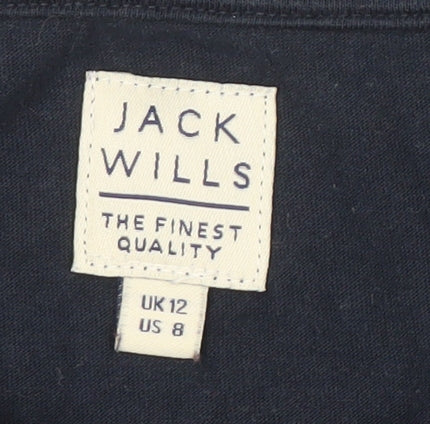 JACK
WILLS
THE FINEST
QUALITY
UK 12
US 8